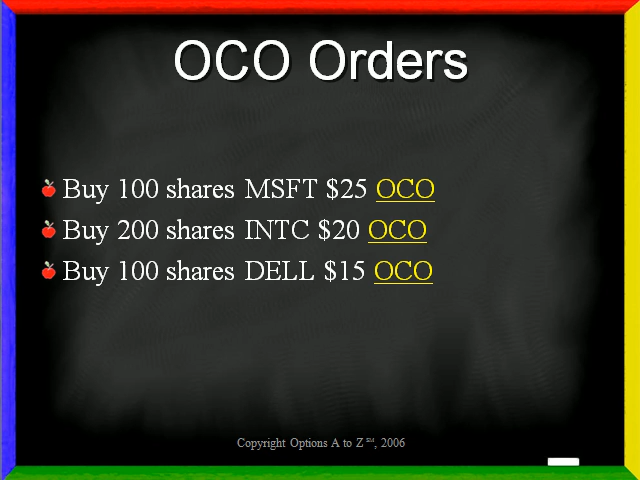 OCO Orders
Buy 100 shares MSFT $25 OCO
Buy 200 shares INTC $20 OCO
Buy 100 shares DELL $15 OCO
Copyright Options A to Z ℠, 2006